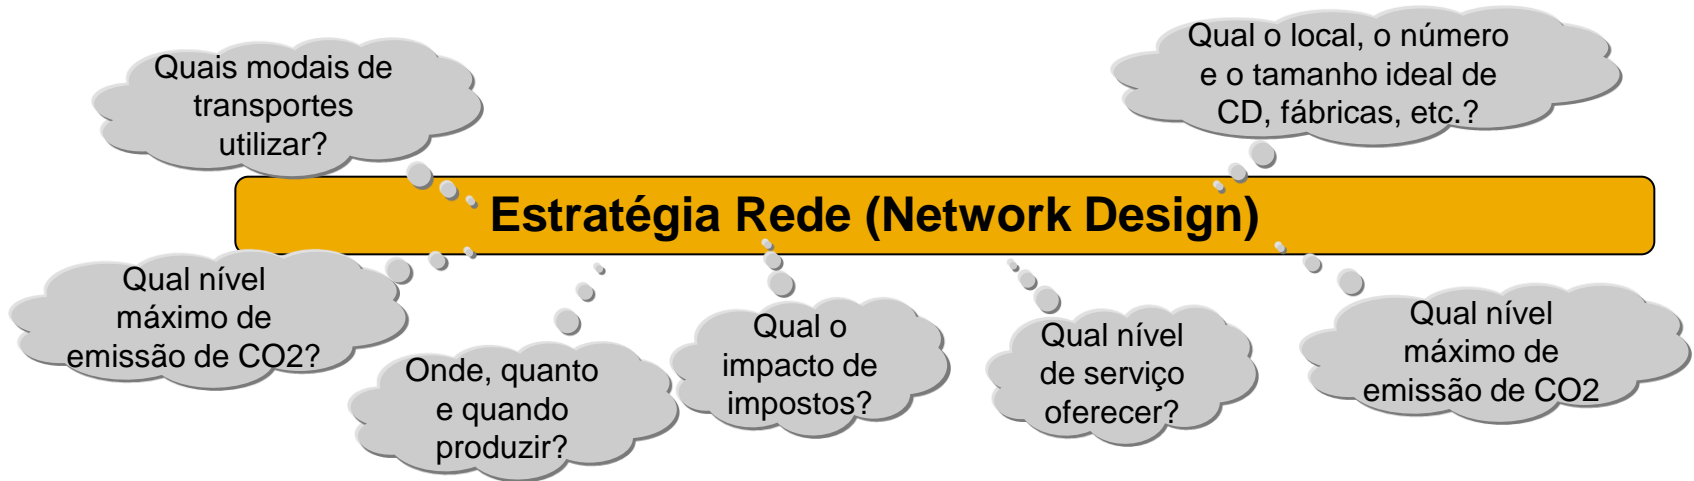 Quais modais de
transportes
utilizar?
Qual o local, o número
e o tamanho ideal de
CD, fábricas, etc.?
Estratégia Rede (Network Design)
Qual nível
máximo de
emissão de CO2?
Onde, quanto
e quando
produzir?
Qual o
impacto de
impostos?
Qual nível
de serviço
oferecer?
Qual nível
máximo de
emissão de CO2